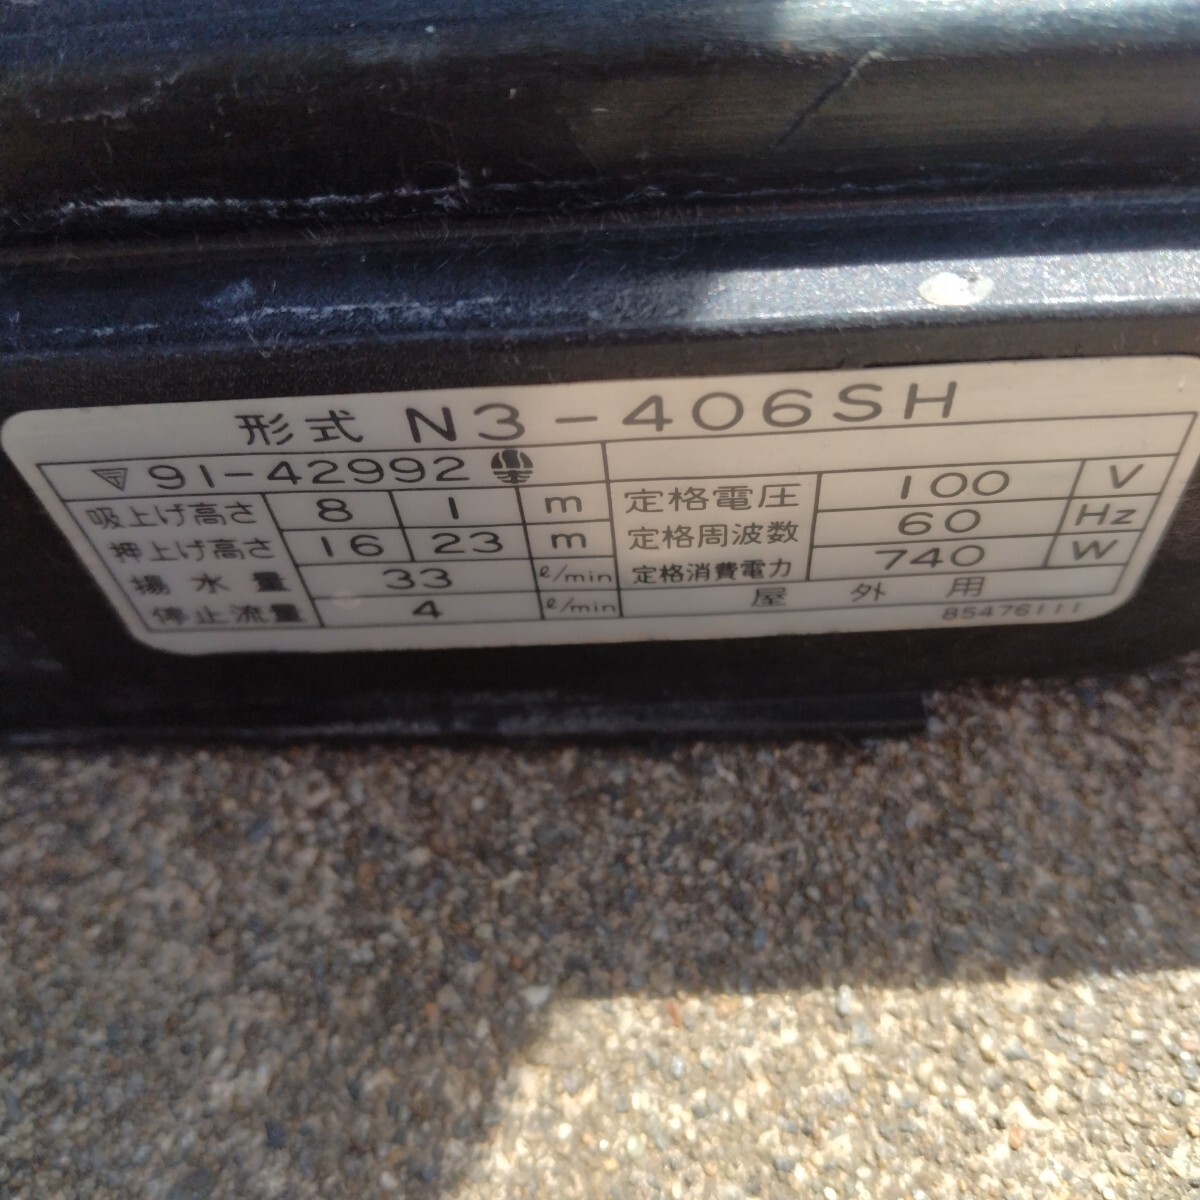 形式 N3-406SH
91-42992
吸上げ高さ 8 1 m
押上げ高さ 16 23 m
揚水量 33 ℓ/min
停止流量 4 ℓ/min
定格電圧 100 V
定格周波数 60 Hz
定格消費電力 740 W
屋外用
85476111